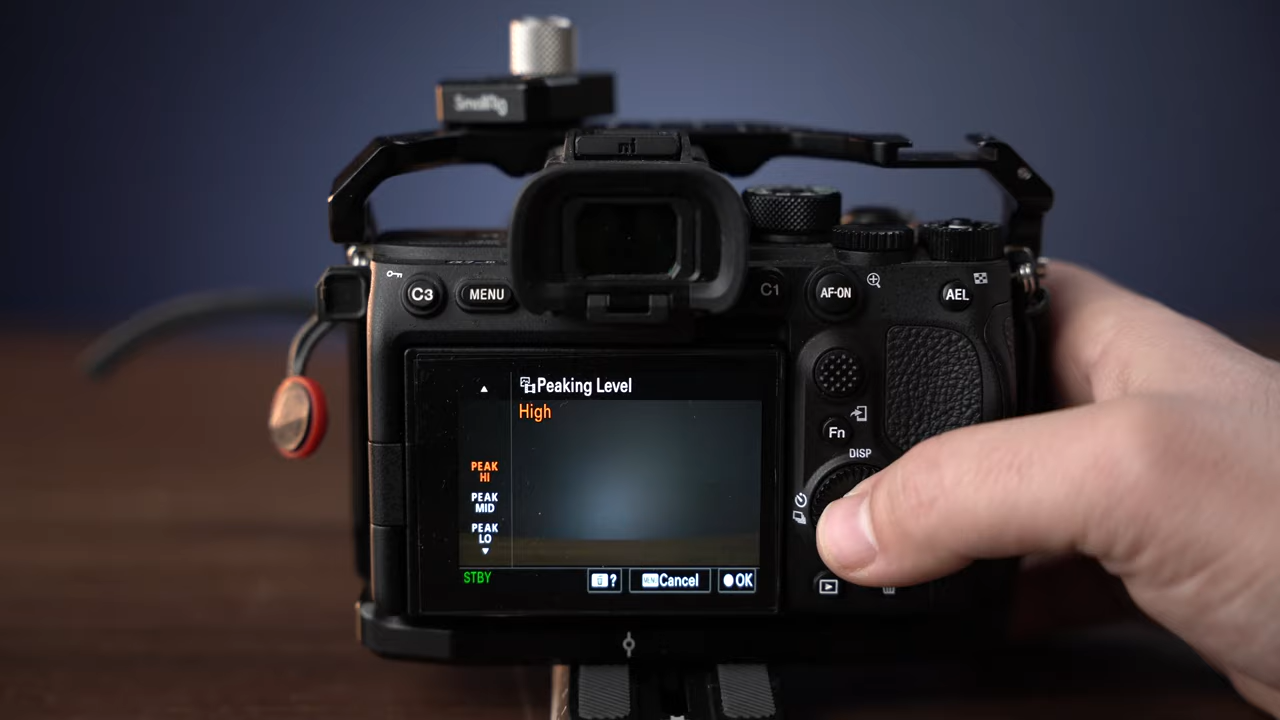 SmallRig
C3
MENU
C1
AF-ON
AEL
Peaking Level
High
Fn
DISP
PEAK
HI
PEAK
MID
PEAK
LO
STBY
?
MENU Cancel
OK